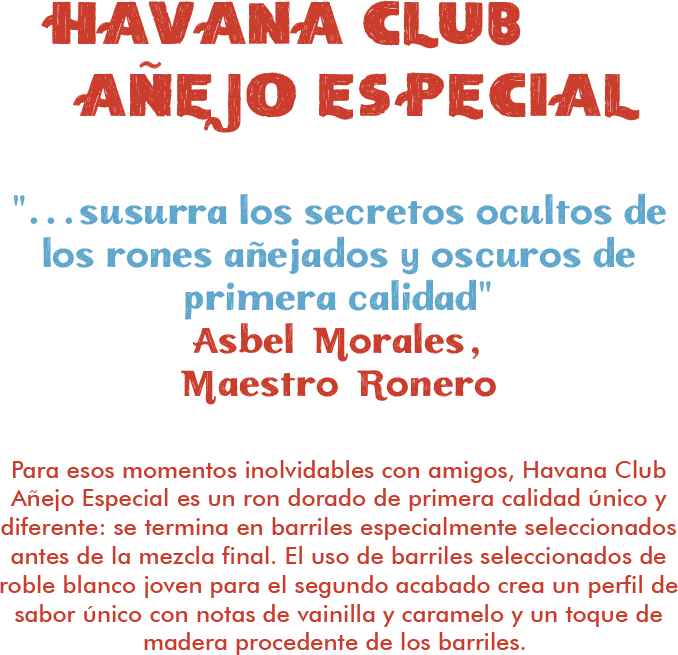 HAVANA CLUB
AÑEJO ESPECIAL
"...susurra los secretos ocultos de
los rones añejados y oscuros de
primera calidad"
Asbel Morales,
Maestro Ronero
Para esos momentos inolvidables con amigos, Havana Club
Añejo Especial es un ron dorado de primera calidad único y
diferente: se termina en barriles especialmente seleccionados
antes de la mezcla final. El uso de barriles seleccionados de
roble blanco joven para el segundo acabado crea un perfil de
sabor único con notas de vainilla y caramelo y un toque de
madera procedente de los barriles.